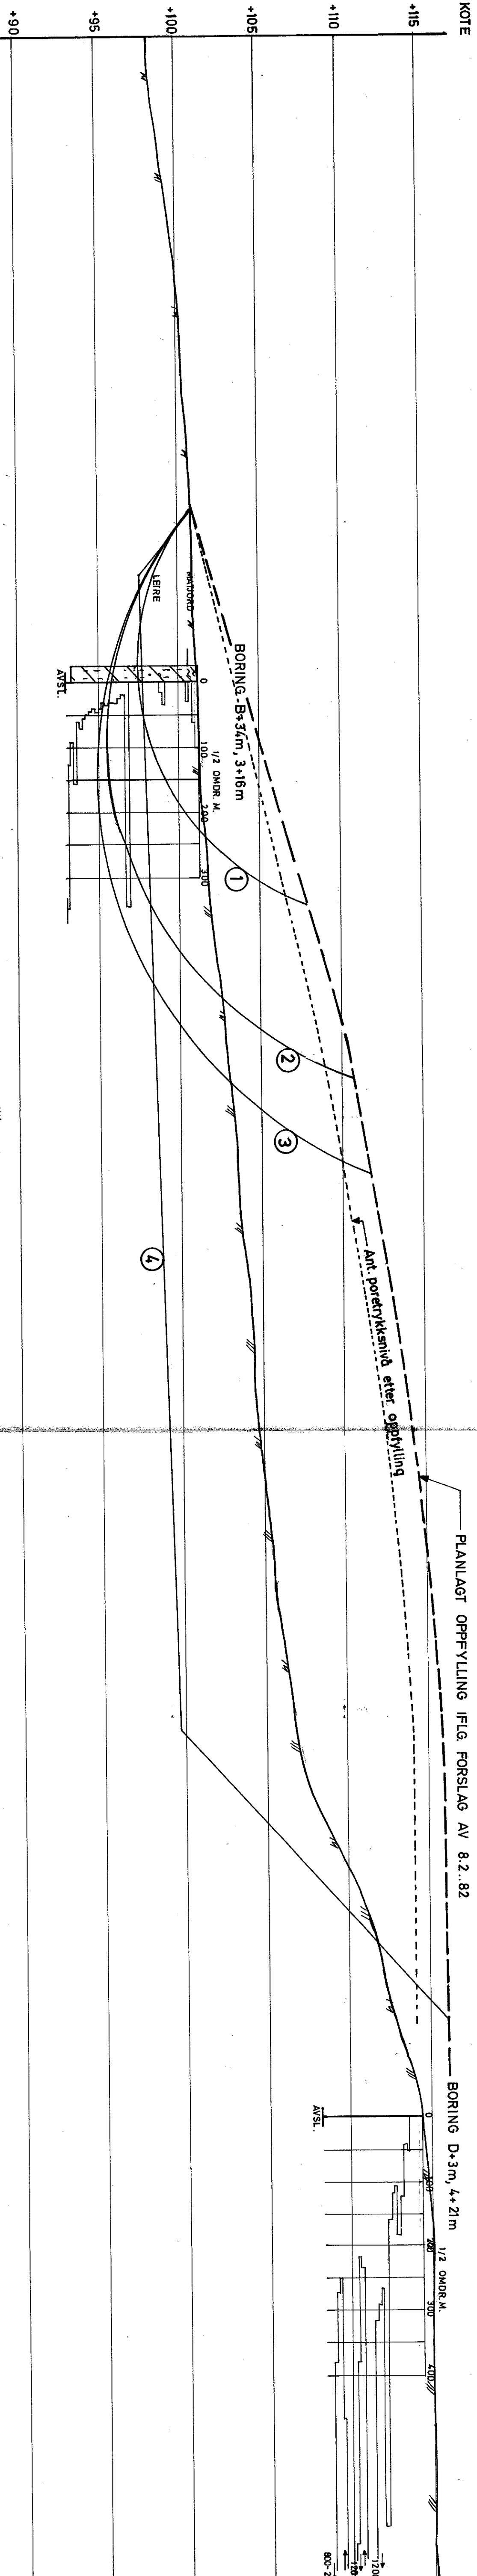 KOTE
+115
+110
+105
+100
+95
+90
MATJORD
LEIRE
BORING B+34m, 3+16m
0
100
200
300
1/2 OMDR. M.
AVSL.
1
2
3
4
Ant. poretrykksnivå etter oppfylling
PLANLAGT OPPFYLLING IFLG. FORSLAG AV 8.2..82
BORING D+3m, 4+21m
0
100
200
300
400
1/2 OMDR.M.
AVSL.